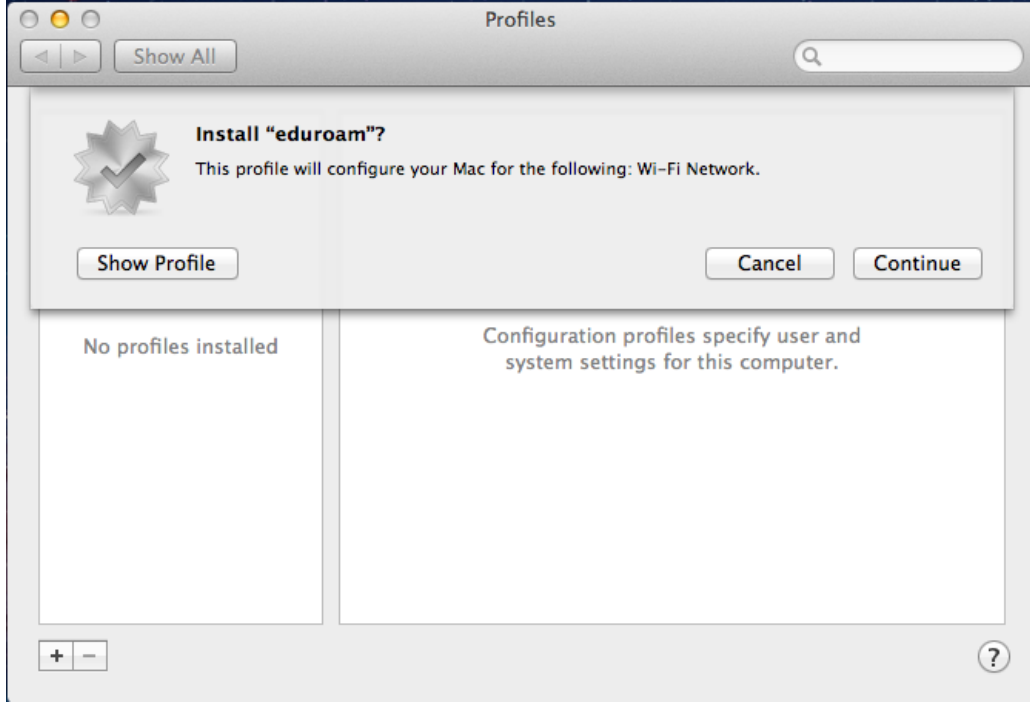 Profiles
Show All
Install “eduroam”?
This profile will configure your Mac for the following: Wi-Fi Network.
Show Profile
Cancel
Continue
No profiles installed
Configuration profiles specify user and
system settings for this computer.
+
−
?